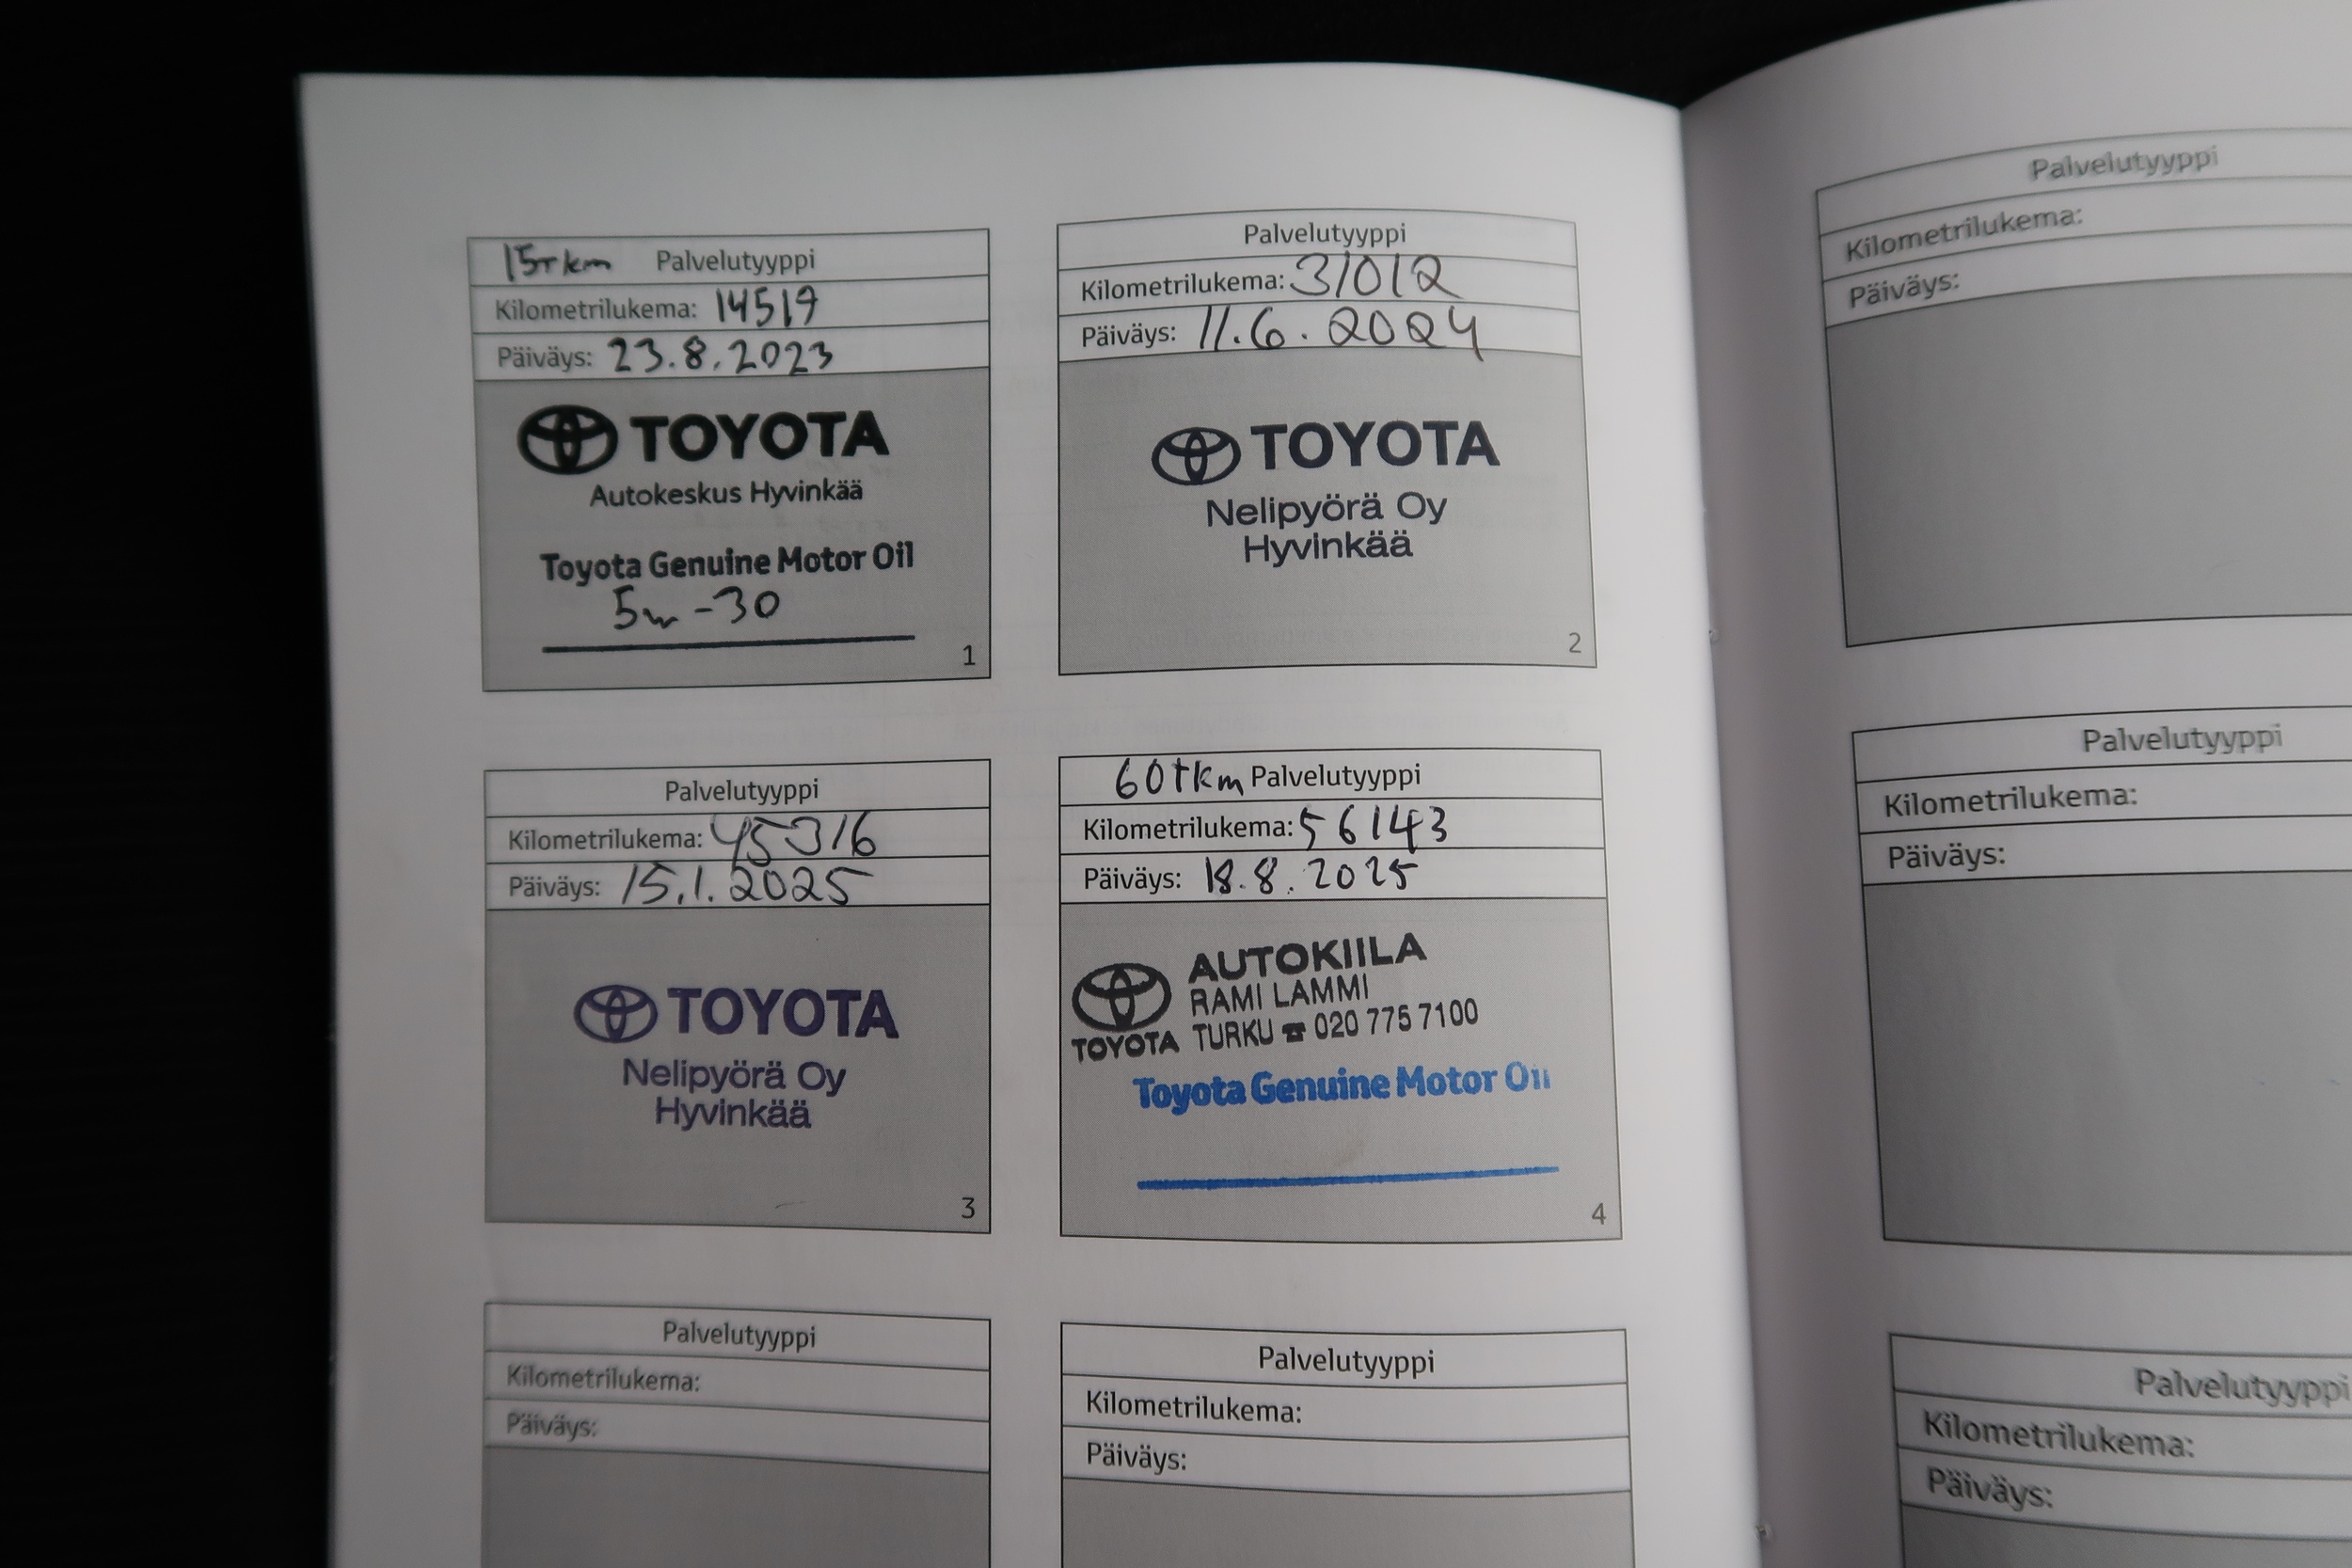 15tkm Palvelutyyppi
Kilometrilukema: 14519
Päiväys: 23.8.2023
TOYOTA
Autokeskus Hyvinkää
Toyota Genuine Motor Oil
5w-30
1
Palvelutyyppi
Kilometrilukema: 31012
Päiväys: 11.6.2024
TOYOTA
Nelipyörä Oy
Hyvinkää
2
Palvelutyyppi
Kilometrilukema: 45316
Päiväys: 15.1.2025
TOYOTA
Nelipyörä Oy
Hyvinkää
3
60tkm Palvelutyyppi
Kilometrilukema: 56143
Päiväys: 18.8.2025
AUTOKIILA
RAMI LAMMI
TOYOTA TURKU ☎ 020 775 7100
Toyota Genuine Motor Oil
4
Palvelutyyppi
Kilometrilukema:
Päiväys:
Palvelutyyppi
Kilometrilukema:
Päiväys:
Palvelutyyppi
Kilometrilukema:
Päiväys:
Palvelutyyppi
Kilometrilukema:
Päiväys:
Palvelutyyppi
Kilometrilukema:
Päiväys: